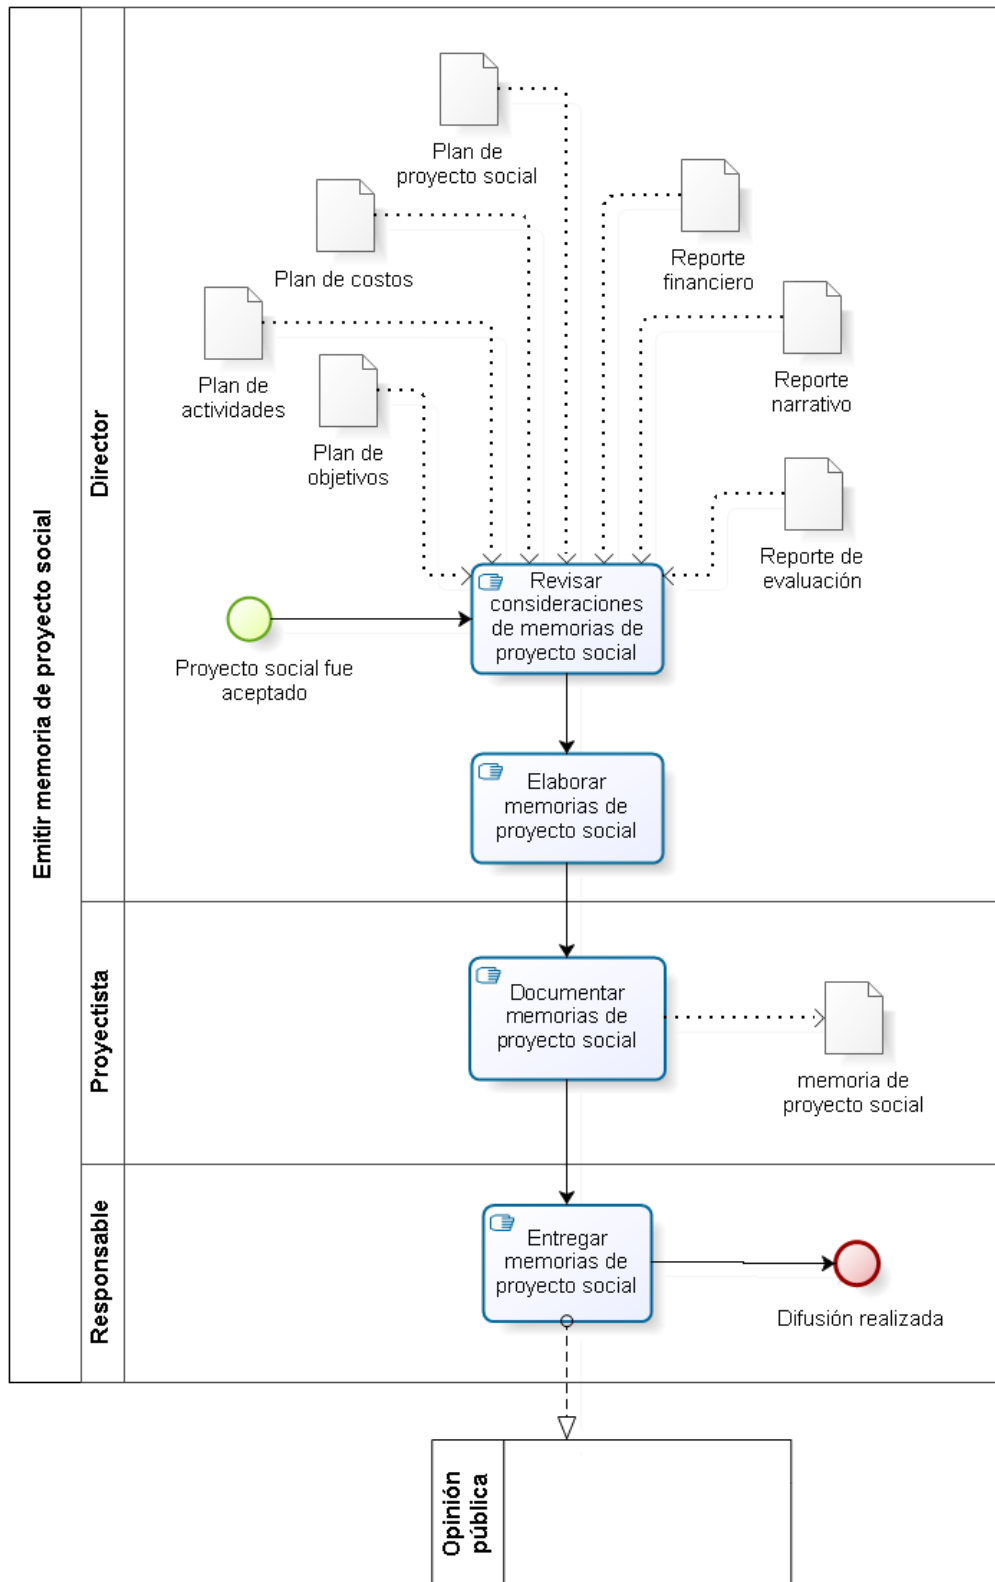 Emitir memoria de proyecto social
Director
Plan de
proyecto social
Plan de costos
Reporte
financiero
Plan de
actividades
Reporte
narrativo
Plan de
objetivos
Reporte de
evaluación
Proyecto social fue
aceptado
Revisar
consideraciones
de memorias de
proyecto social
Elaborar
memorias de
proyecto social
Proyectista
Documentar
memorias de
proyecto social
memoria de
proyecto social
Responsable
Entregar
memorias de
proyecto social
Difusión realizada
Opinión
pública